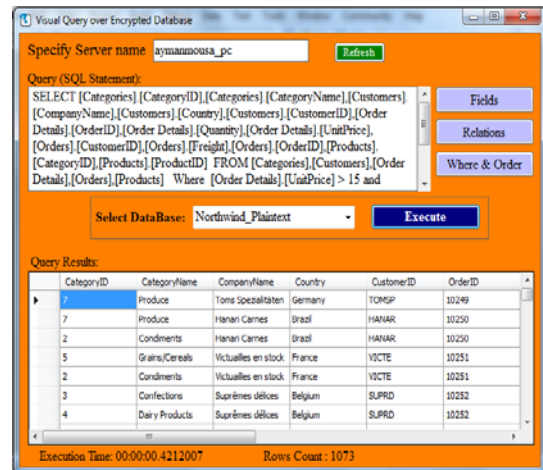 Visual Query over Encrypted Database
Specify Server name aymanmousa_pc Refresh
Query (SQL Statement):
SELECT [Categories].[CategoryID],[Categories].[CategoryName],[Customers].
[CompanyName],[Customers].[Country],[Customers].[CustomerID],[Order
Details].[OrderID],[Order Details].[Quantity],[Order Details].[UnitPrice],
[Orders].[CustomerID],[Orders].[Freight],[Orders].[OrderID],[Products].
[CategoryID],[Products].[ProductID] FROM [Categories],[Customers],[Order
Details],[Orders],[Products] Where [Order Details].[UnitPrice] > 15 and
Fields
Relations
Where & Order
Select DataBase: Northwind_Plaintext Execute
Query Results:
CategoryID CategoryName CompanyName Country CustomerID OrderID
7 Produce Toms Spezialitäten Germany TOMSP 10249
7 Produce Hanari Carnes Brazil HANAR 10250
2 Condiments Hanari Carnes Brazil HANAR 10250
5 Grains/Cereals Victuailles en stock France VICTE 10251
2 Condiments Victuailles en stock France VICTE 10251
3 Confections Suprêmes délices Belgium SUPRD 10252
4 Dairy Products Suprêmes délices Belgium SUPRD 10252
Execution Time: 00:00:00.4212007 Rows Count : 1073